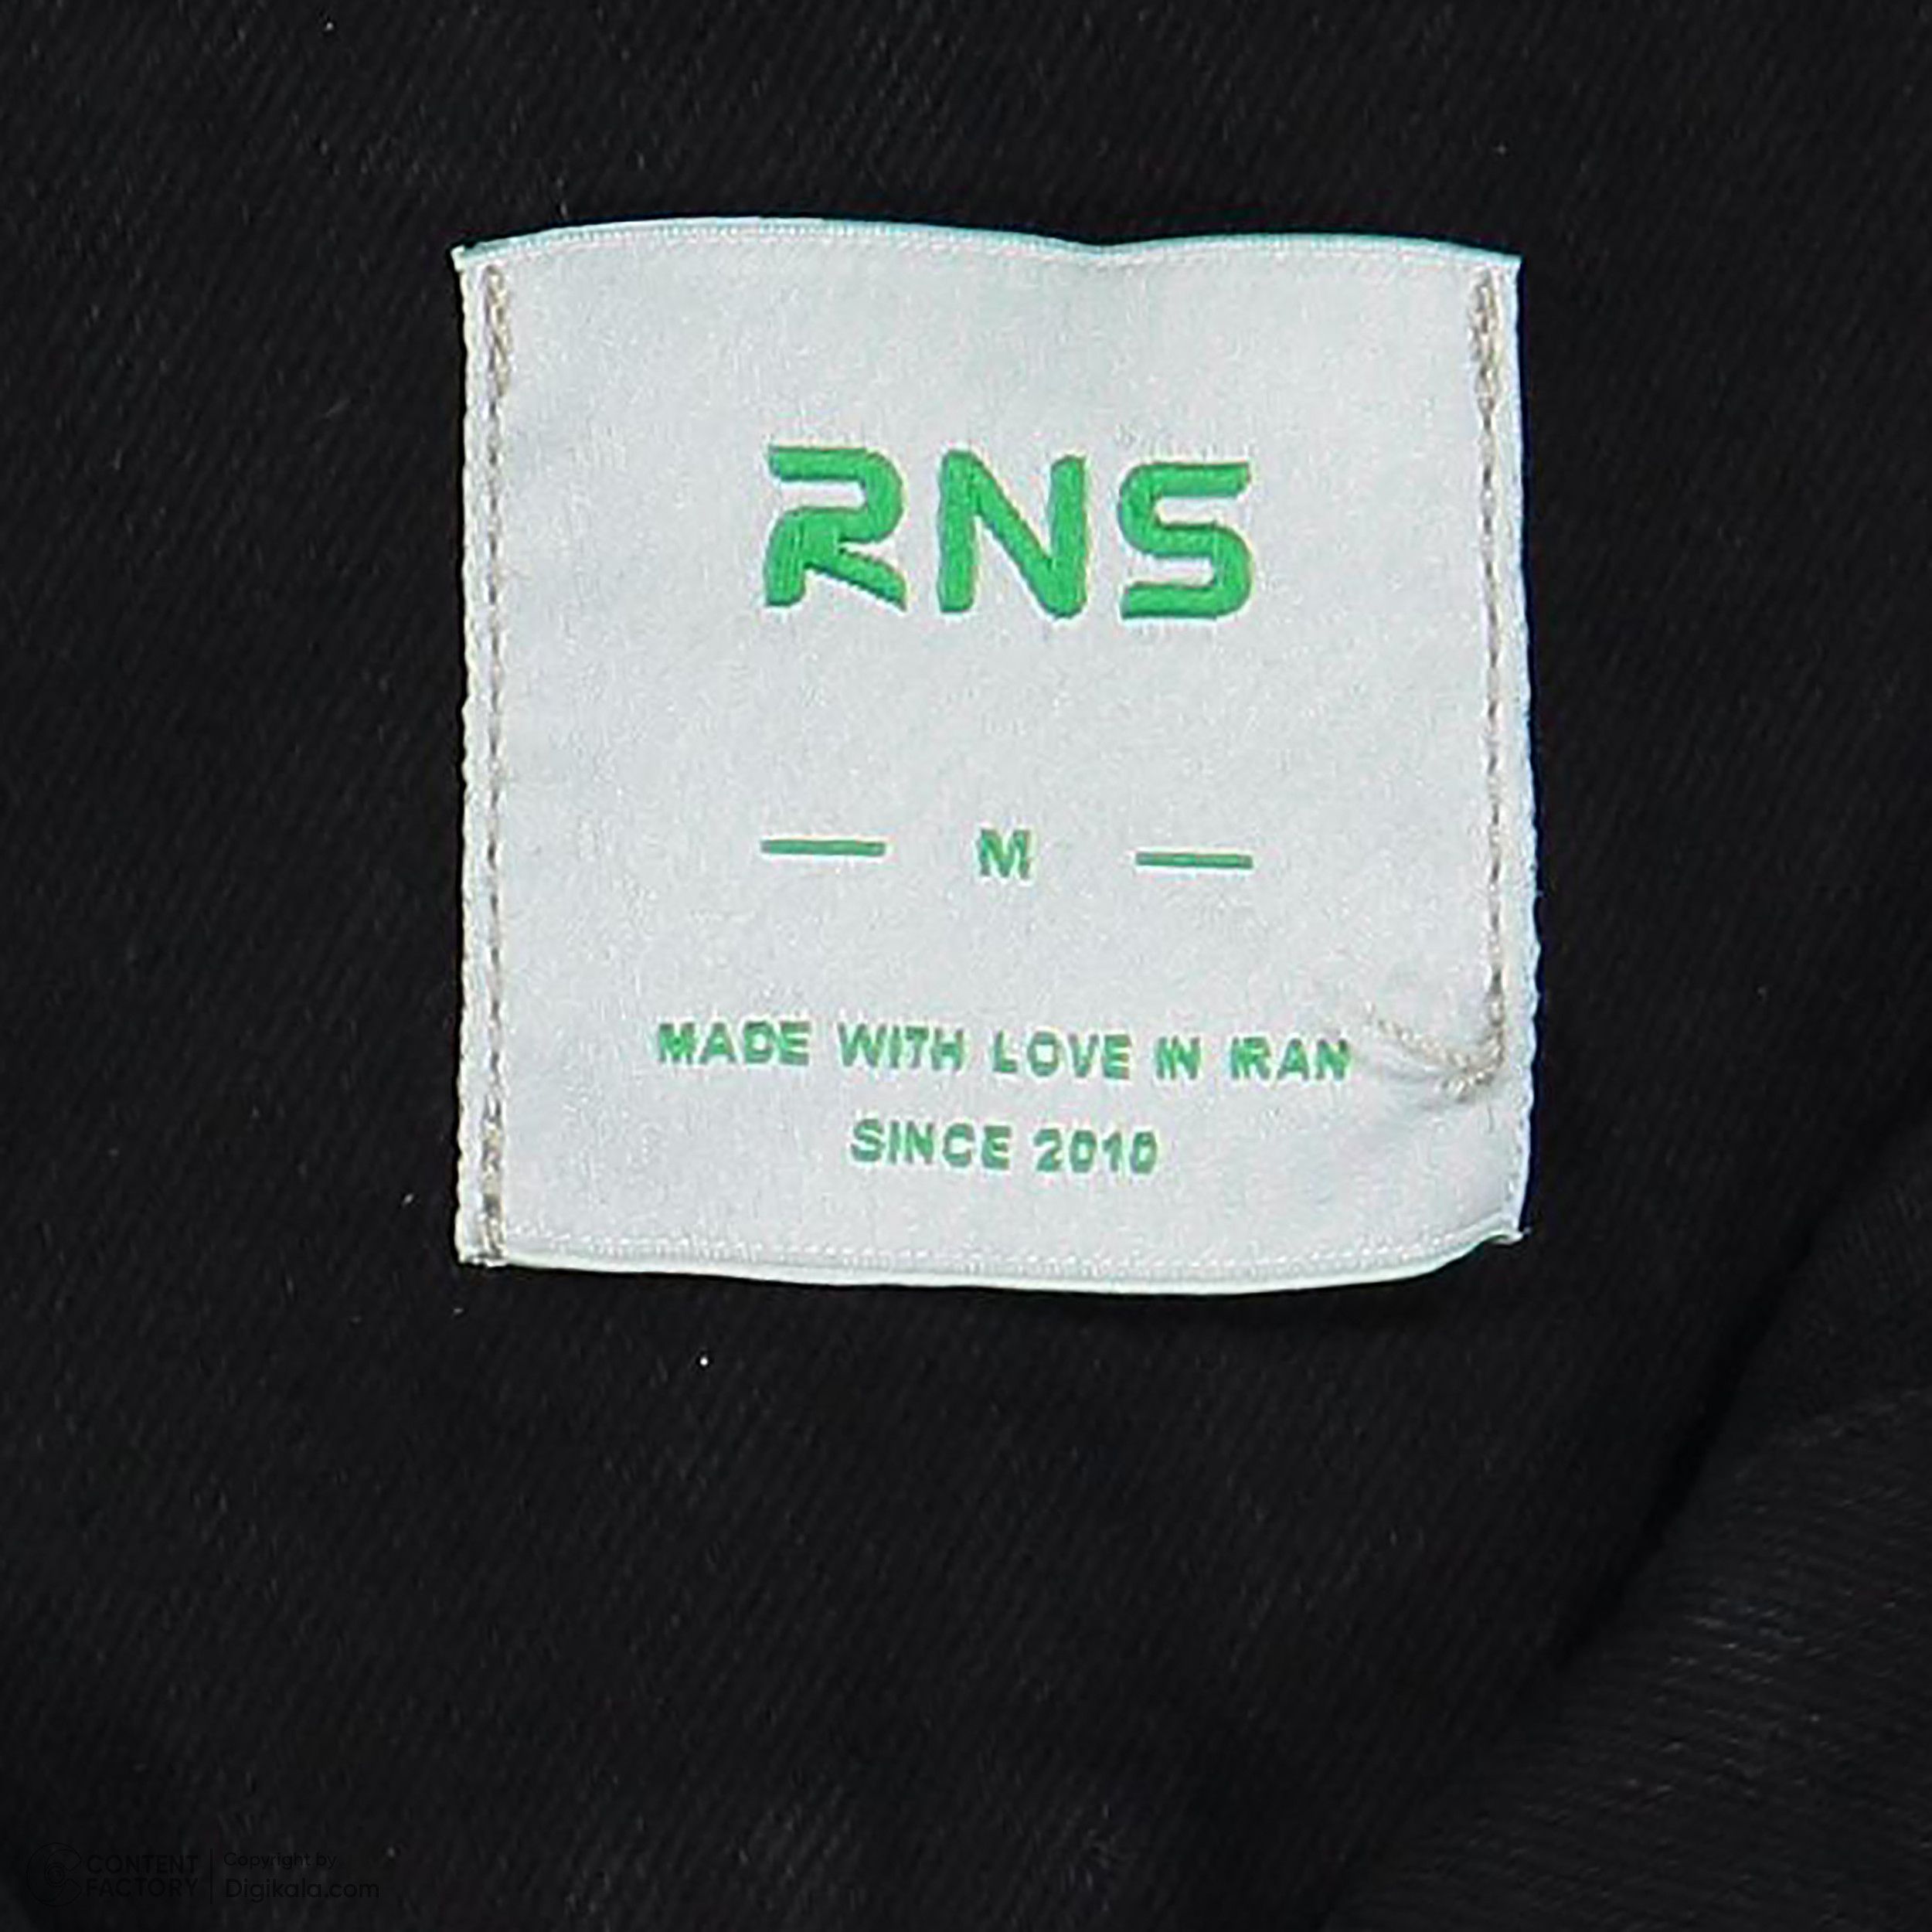 RNS
— M —
MADE WITH LOVE IN IRAN
SINCE 2010
CONTENT FACTORY
Copyright by
Digikala.com